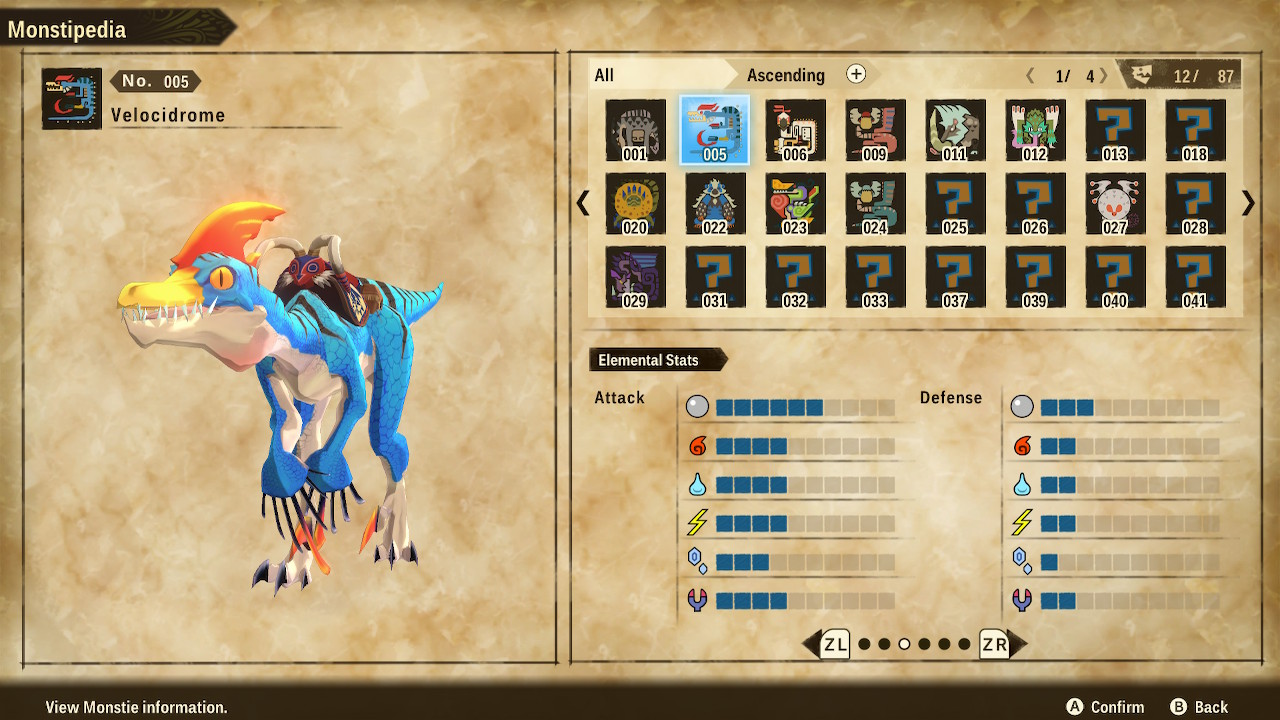 Monstipedia
No. 005
Velocidrome
All
Ascending
1/ 4
12/ 87
001 005 006 009 011 012 013 018
020 022 023 024 025 026 027 028
029 031 032 033 037 039 040 041
Elemental Stats
Attack
Defense
ZL
ZR
View Monstie information.
A Confirm
B Back